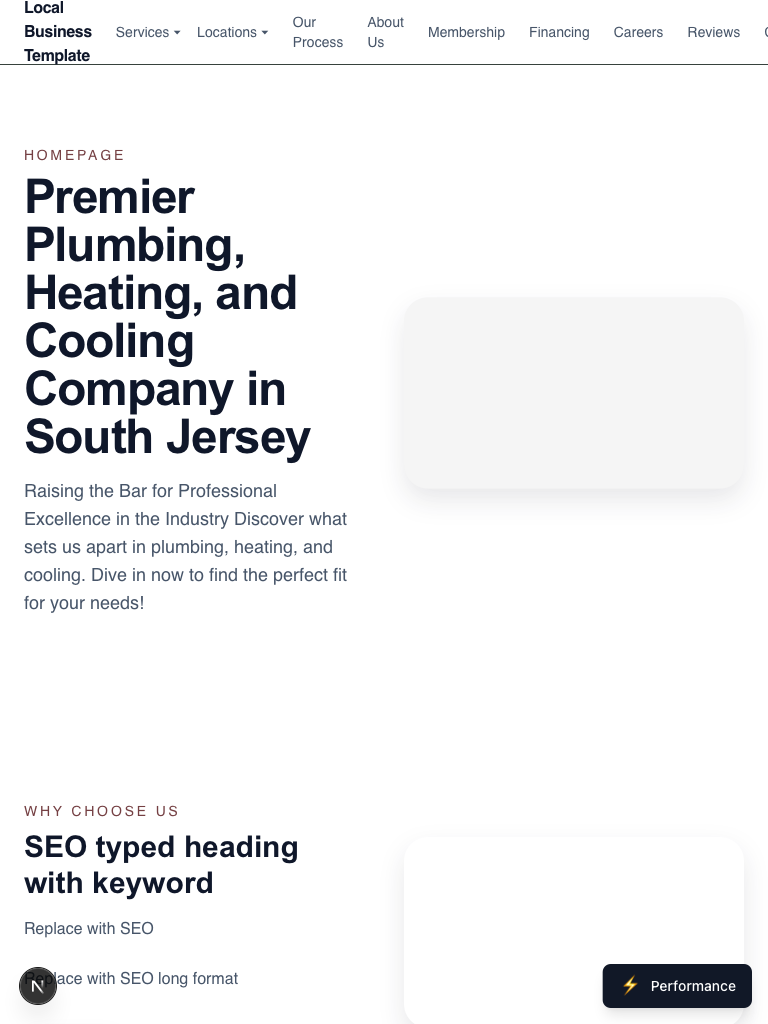 Local
Business
Template
Services
Locations
Our
Process
About
Us
Membership
Financing
Careers
Reviews
HOMEPAGE
Premier
Plumbing,
Heating, and
Cooling
Company in
South Jersey
Raising the Bar for Professional
Excellence in the Industry Discover what
sets us apart in plumbing, heating, and
cooling. Dive in now to find the perfect fit
for your needs!
WHY CHOOSE US
SEO typed heading
with keyword
Replace with SEO
Replace with SEO long format
N
⚡ Performance